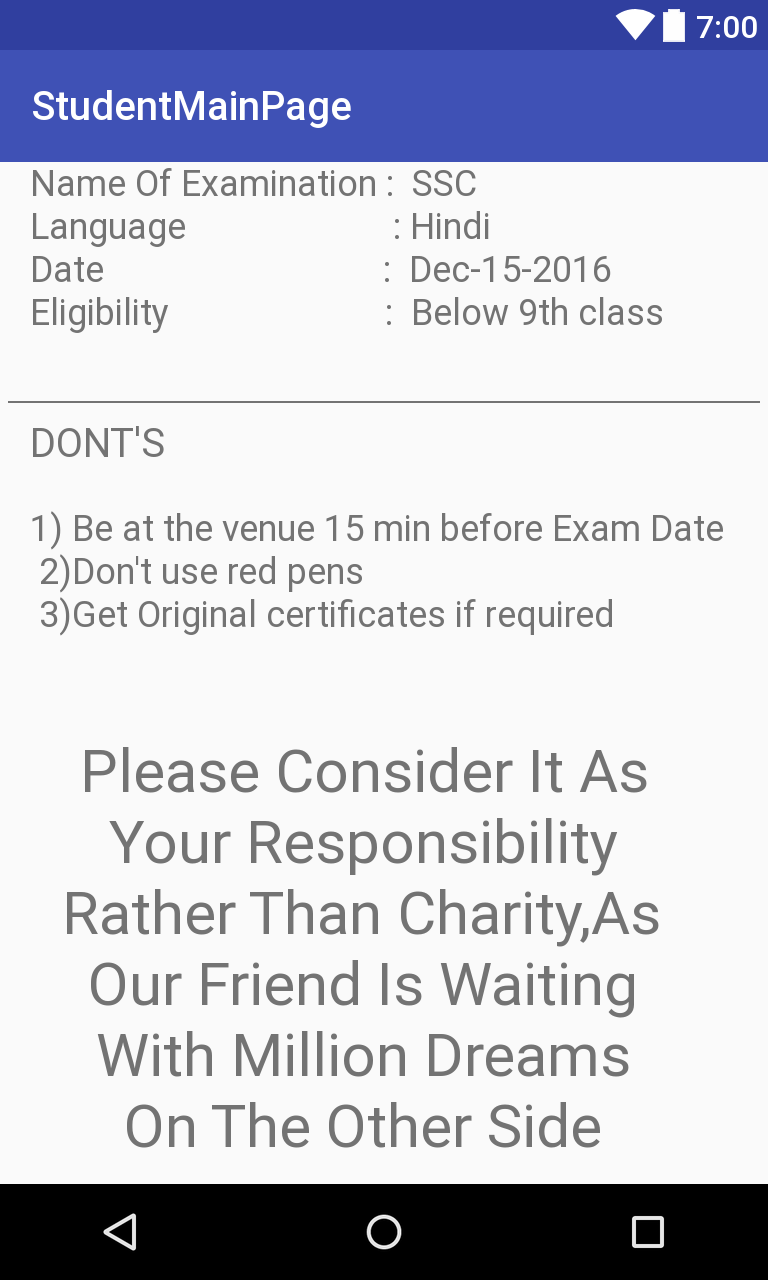 7:00
StudentMainPage
Name Of Examination :  SSC
Language : Hindi
Date :  Dec-15-2016
Eligibility :  Below 9th class
DONT'S
1) Be at the venue 15 min before Exam Date
2)Don't use red pens
3)Get Original certificates if required
Please Consider It As
Your Responsibility
Rather Than Charity,As
Our Friend Is Waiting
With Million Dreams
On The Other Side